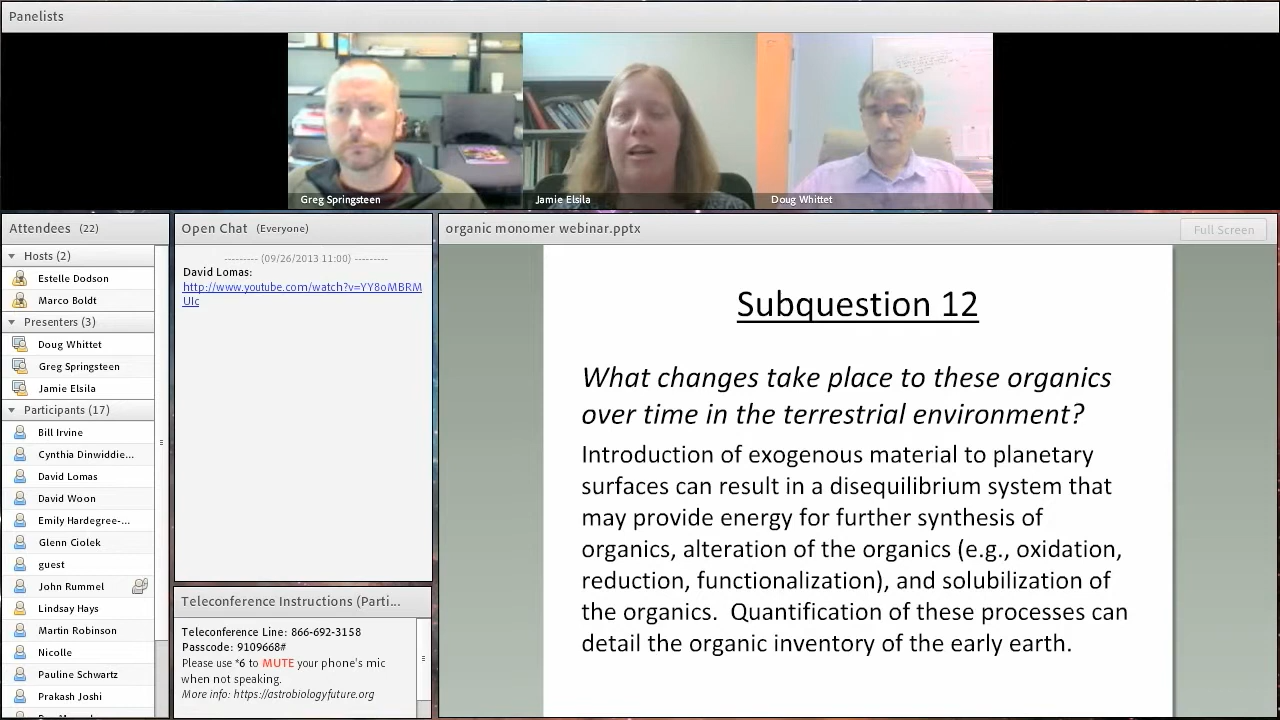 Panelists
Greg Springsteen
Jamie Elsila
Doug Whittet
Attendees (22)
Hosts (2)
Estelle Dodson
Marco Boldt
Presenters (3)
Doug Whittet
Greg Springsteen
Jamie Elsila
Participants (17)
Bill Irvine
Cynthia Dinwiddie...
David Lomas
David Woon
Emily Hardegree-...
Glenn Ciolek
guest
John Rummel
Lindsay Hays
Martin Robinson
Nicolle
Pauline Schwartz
Prakash Joshi
Open Chat (Everyone)
--------- (09/26/2013 11:00) ---------
David Lomas:
http://www.youtube.com/watch?v=YY8oMBRM
UIc
Teleconference Instructions (Parti...
Teleconference Line: 866-692-3158
Passcode: 9109668#
Please use *6 to MUTE your phone's mic
when not speaking.
More info: https://astrobiologyfuture.org
organic monomer webinar.pptx
Full Screen
Subquestion 12
What changes take place to these organics
over time in the terrestrial environment?
Introduction of exogenous material to planetary
surfaces can result in a disequilibrium system that
may provide energy for further synthesis of
organics, alteration of the organics (e.g., oxidation,
reduction, functionalization), and solubilization of
the organics.  Quantification of these processes can
detail the organic inventory of the early earth.